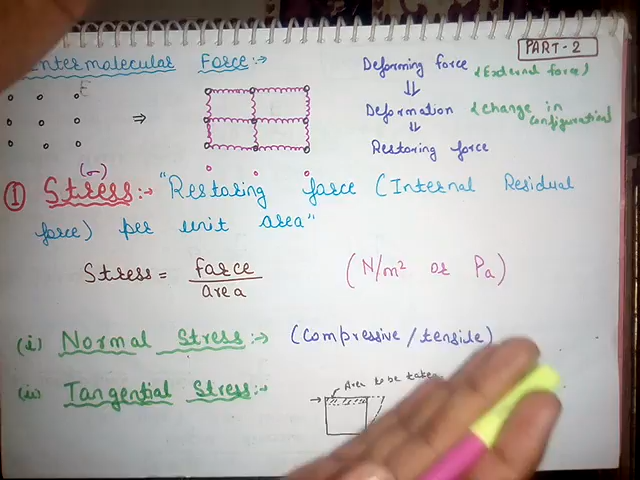 PART-2
Intermolecular Force :→
Deforming force (External force)
⇓
Deformation (change in configuration)
⇓
Restoring force
⇒
(σ)
① Stress :→ "Restoring force (Internal Residual
force) per unit area"
Stress = force / area (N/m² or Pa)
(i) Normal Stress :→ (Compressive / tensile)
(ii) Tangential Stress :→
Area to be taken